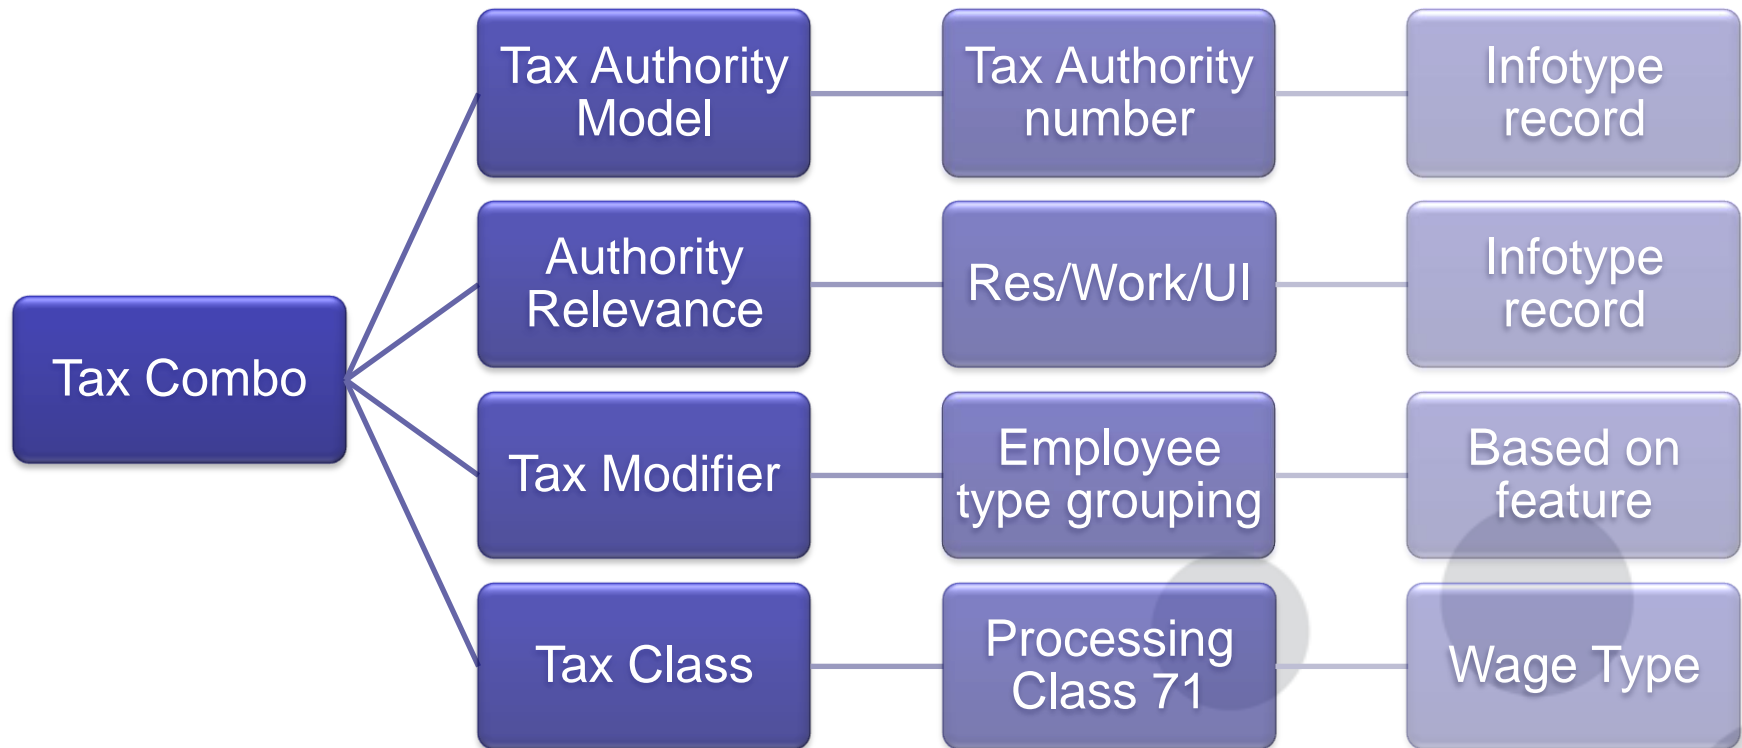 Tax Authority
Model
Tax Authority
number
Infotype
record
Authority
Relevance
Res/Work/UI
Infotype
record
Tax Combo
Tax Modifier
Employee
type grouping
Based on
feature
Tax Class
Processing
Class 71
Wage Type